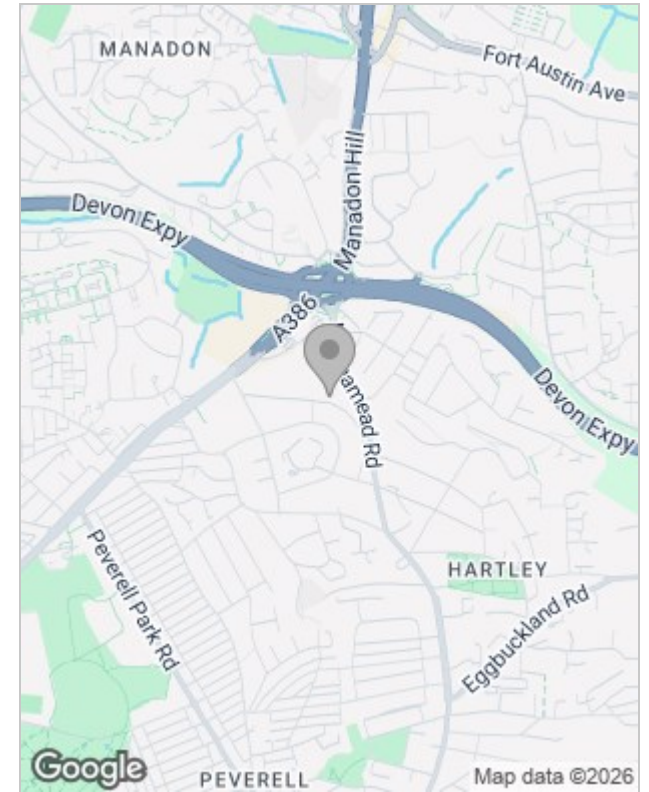 MANADON
Fort Austin Ave
Manadon Hill
Devon Expy
A386
Devon Expy
HARTLEY
Peverell Park Rd
Eggbuckland Rd
PEVERELL
Google
Map data ©2026